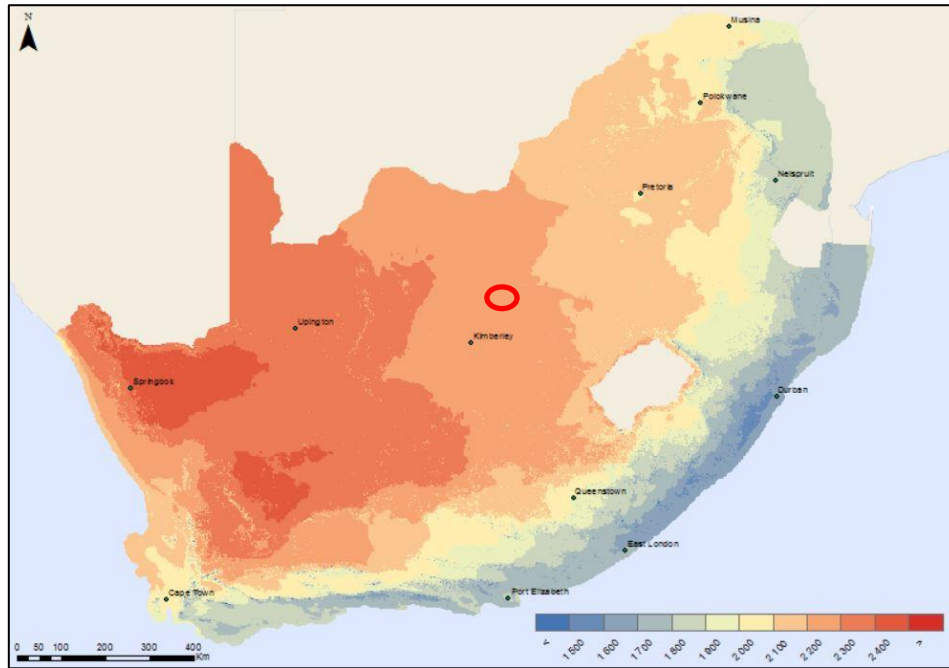 N
Musina
Polokwane
Nelspruit
Pretoria
Upington
Kimberley
Springbok
Durban
Queenstown
East London
Cape Town
Port Elizabeth
0 50 100 200 300 400
Km
< 1 500 1 600 1 700 1 800 1 900 2 000 2 100 2 200 2 300 2 400 >